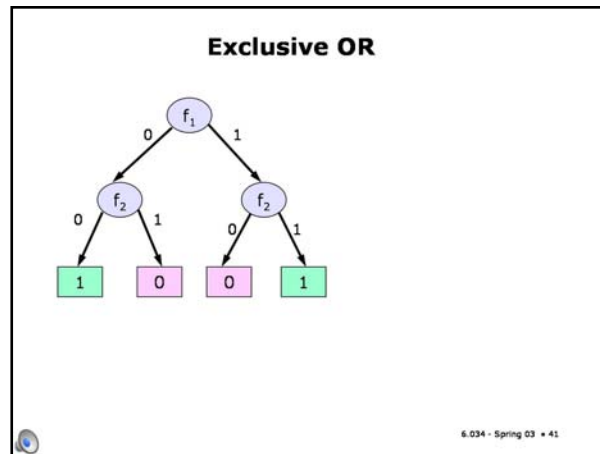 Exclusive OR
f₁
0 1
f₂ f₂
0 1 0 1
1 0 0 1
6.034 - Spring 03 • 41